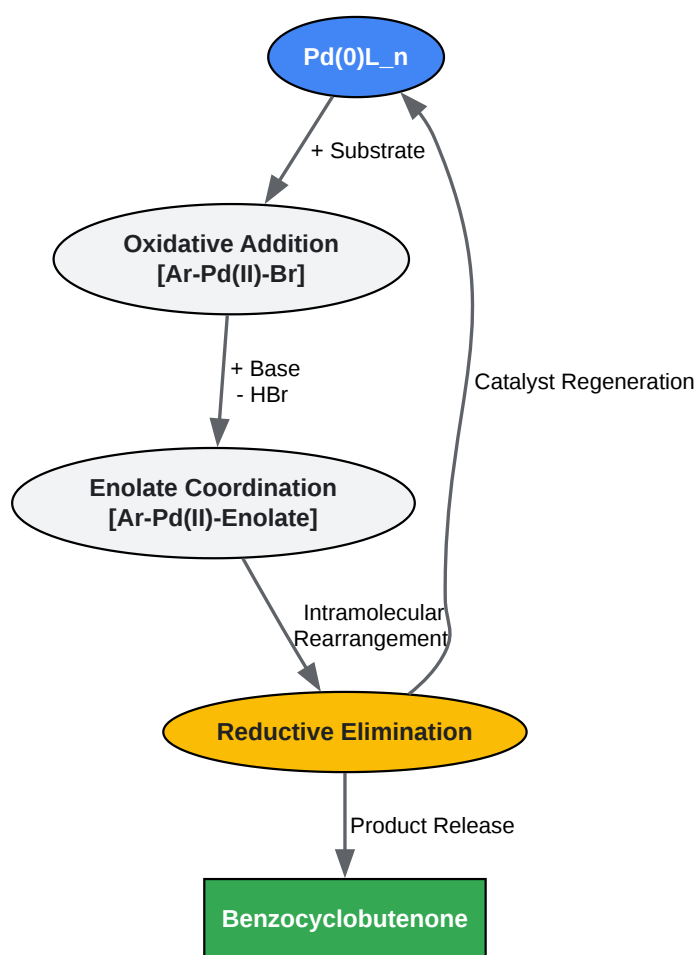 Pd(0)L_n
+ Substrate
Oxidative Addition
[Ar-Pd(II)-Br]
+ Base
- HBr
Catalyst Regeneration
Enolate Coordination
[Ar-Pd(II)-Enolate]
Intramolecular
Rearrangement
Reductive Elimination
Product Release
Benzocyclobutenone